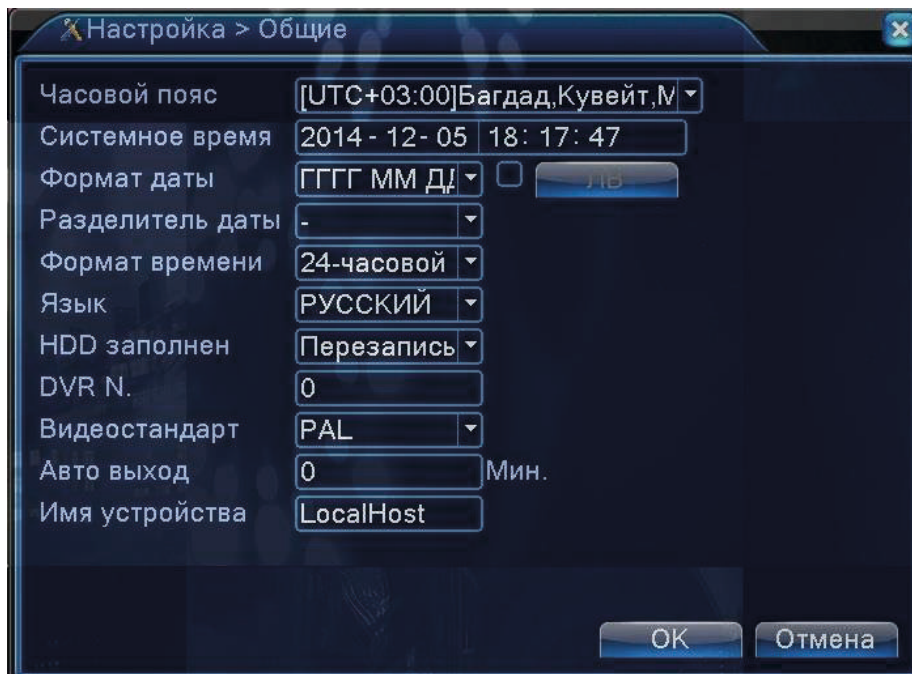 Настройка > Общие
Часовой пояс [UTC+03:00]Багдад,Кувейт,М
Системное время 2014 - 12 - 05 18: 17: 47
Формат даты ГГГГ ММ ДД ЛВ
Разделитель даты -
Формат времени 24-часовой
Язык РУССКИЙ
HDD заполнен Перезапись
DVR N. 0
Видеостандарт PAL
Авто выход 0 Мин.
Имя устройства LocalHost
OK Отмена